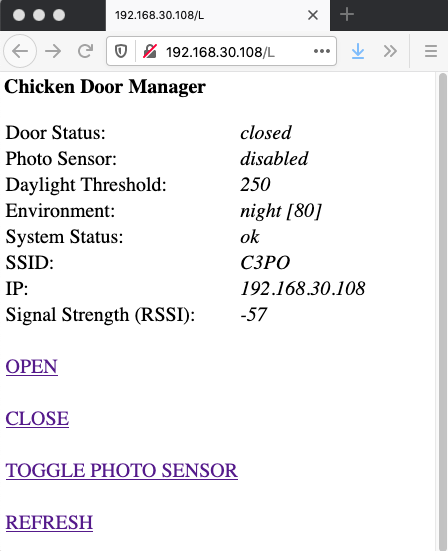 192.168.30.108/L
192.168.30.108/L
Chicken Door Manager
Door Status: closed
Photo Sensor: disabled
Daylight Threshold: 250
Environment: night [80]
System Status: ok
SSID: C3PO
IP: 192.168.30.108
Signal Strength (RSSI): -57
OPEN
CLOSE
TOGGLE PHOTO SENSOR
REFRESH